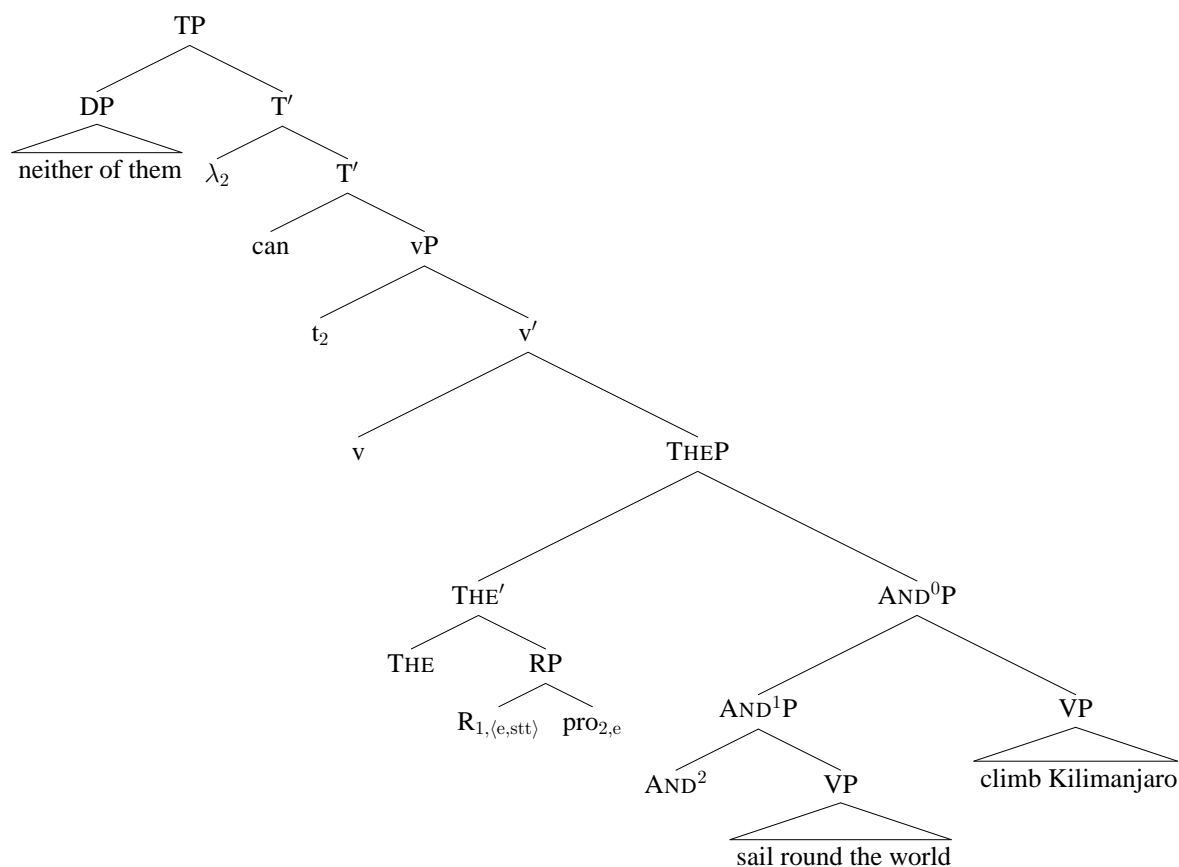 TP
DP T′
neither of them λ₂ T′
can vP
t₂ v′
v THEP
THE′ AND⁰P
THE RP AND¹P VP
R₁,⟨e,stt⟩ pro₂,e AND² VP climb Kilimanjaro
sail round the world